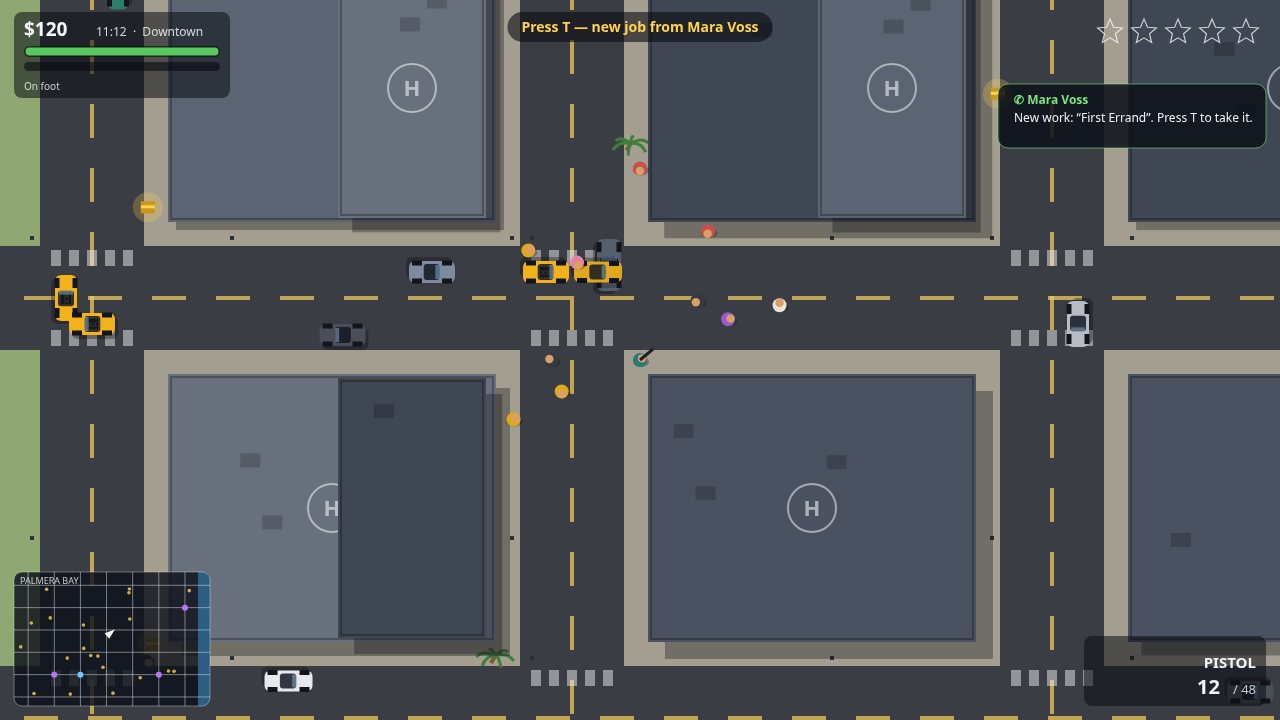 $120
11:12 · Downtown
On foot
Press T — new job from Mara Voss
✆ Mara Voss
New work: “First Errand”. Press T to take it.
H
H
H
H
PALMERA BAY
PISTOL
12 / 48